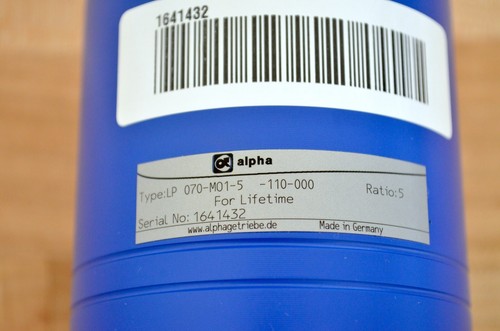 1641432
alpha
Type:LP 070-M01-5 -110-000 Ratio:5
For Lifetime
Serial No: 1641432
www.alphagetriebe.de Made in Germany